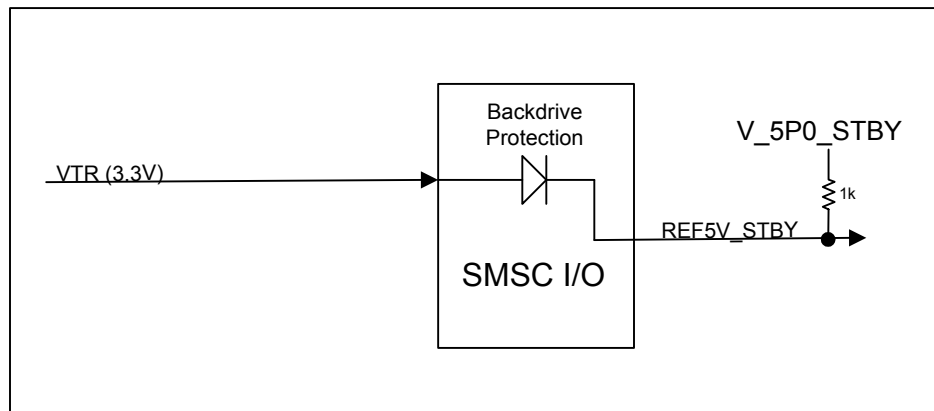 Backdrive
Protection
V_5P0_STBY
VTR (3.3V)
1k
REF5V_STBY
SMSC I/O